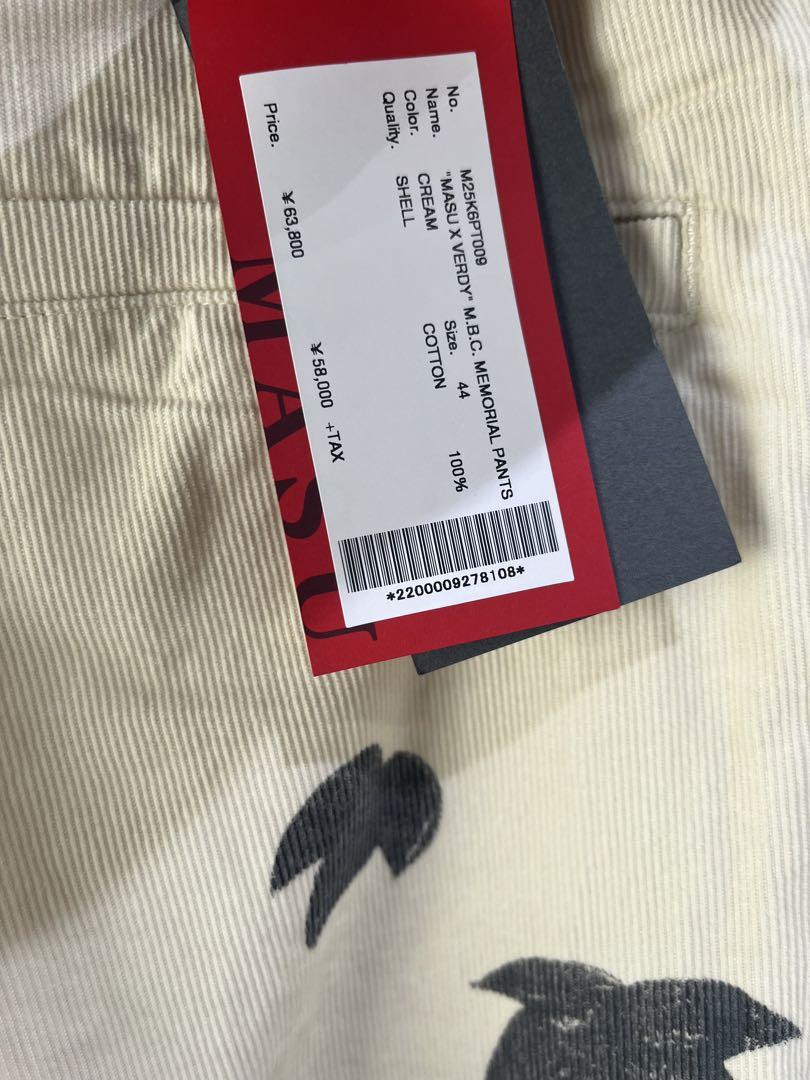 No. M25K6PT009
Name. "MASU X VERDY" M.B.C. MEMORIAL PANTS
Color. CREAM Size. 44
Quality. SHELL COTTON 100%
Price. ¥63,800 ¥58,000 +TAX
*2200009278108*
MASU